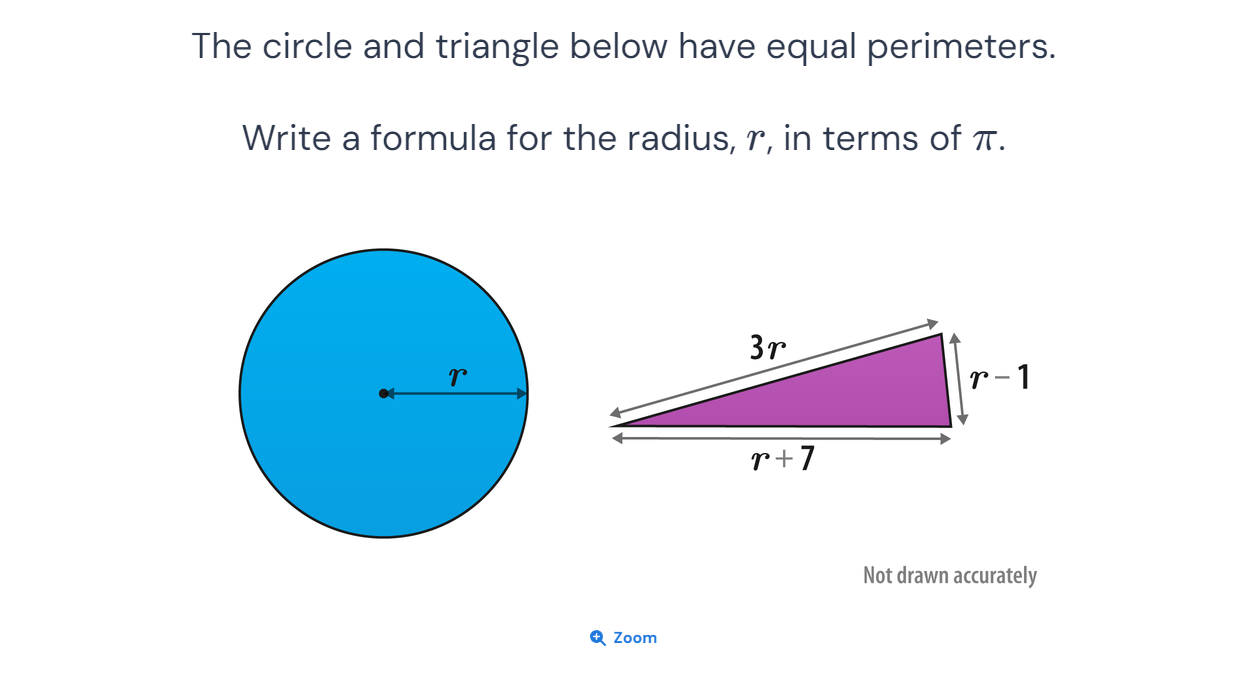 The circle and triangle below have equal perimeters.
Write a formula for the radius, r, in terms of π.
r
3r
r − 1
r + 7
Not drawn accurately
Zoom